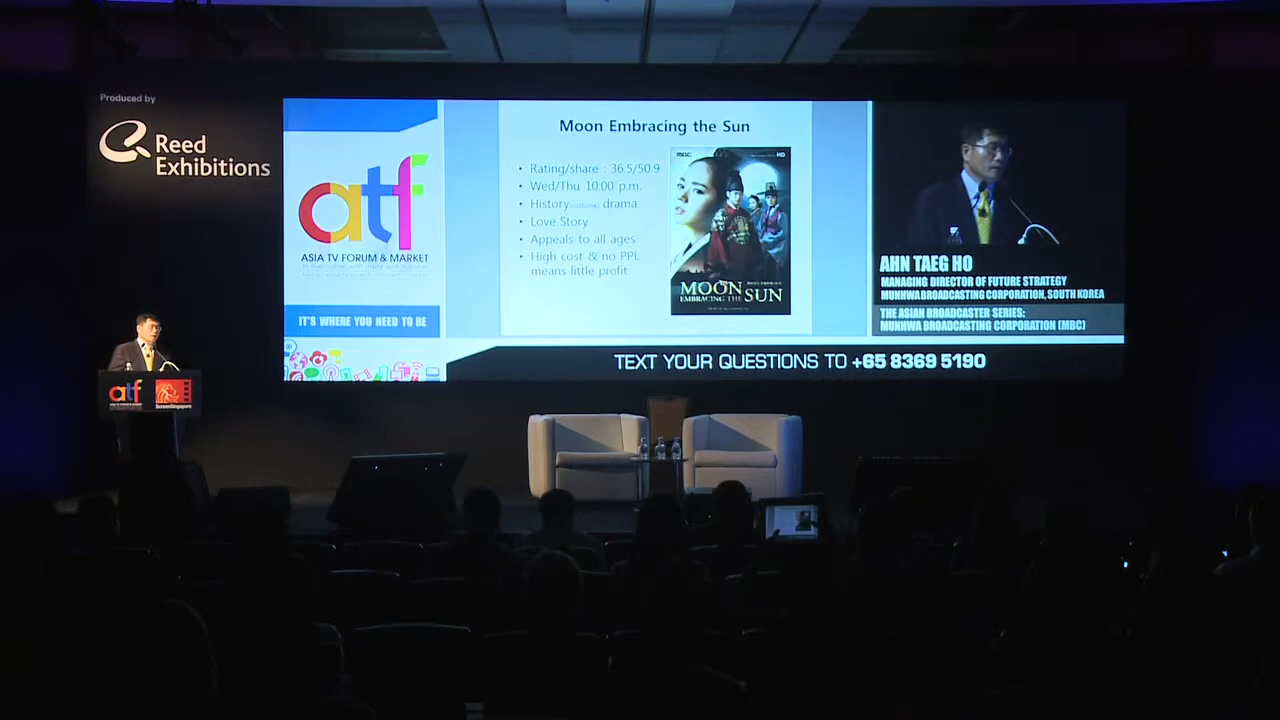 Produced by
Reed
Exhibitions
atf
ASIA TV FORUM & MARKET
IT'S WHERE YOU NEED TO BE
Moon Embracing the Sun
• Rating/share : 36.5/50.9
• Wed/Thu 10:00 p.m.
• History(costume) drama
• Love Story
• Appeals to all ages
• High cost & no PPL
means little profit
MBC
HD
MOON
EMBRACING THE SUN
AHN TAEG HO
MANAGING DIRECTOR OF FUTURE STRATEGY
MUNHWA BROADCASTING CORPORATION, SOUTH KOREA
THE ASIAN BROADCASTER SERIES:
MUNHWA BROADCASTING CORPORATION (MBC)
TEXT YOUR QUESTIONS TO +65 8369 5190
atf
ScreenSingapore